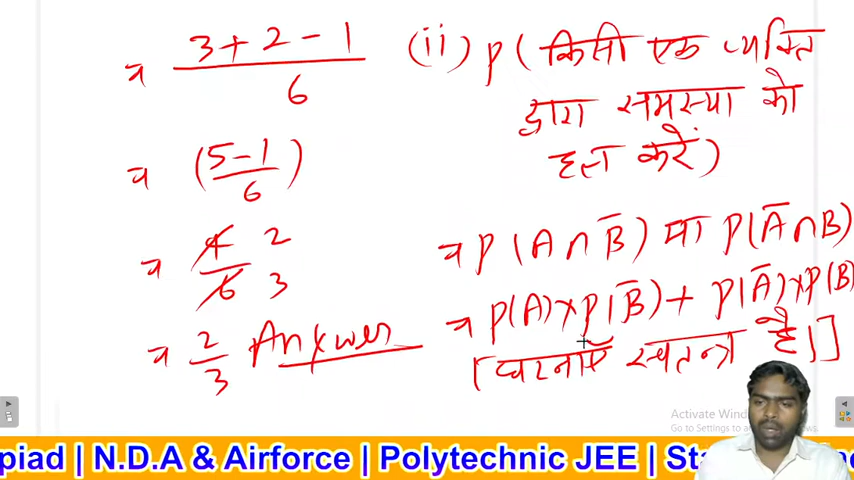 ⇒ 3+2-1/6
⇒ (5-1/6)
⇒ 4/6 2/3
⇒ 2/3 Answer
(ii) P( किसी एक व्यक्ति
द्वारा समस्या को
हल करें)
⇒ P(A∩B̄) या P(Ā∩B)
⇒ P(A)×P(B̄)+P(Ā)×P(B)
[घटनाएँ स्वतन्त्र है।]
Activate Wind
Go to Settings to a
piad | N.D.A & Airforce | Polytechnic JEE | Sta